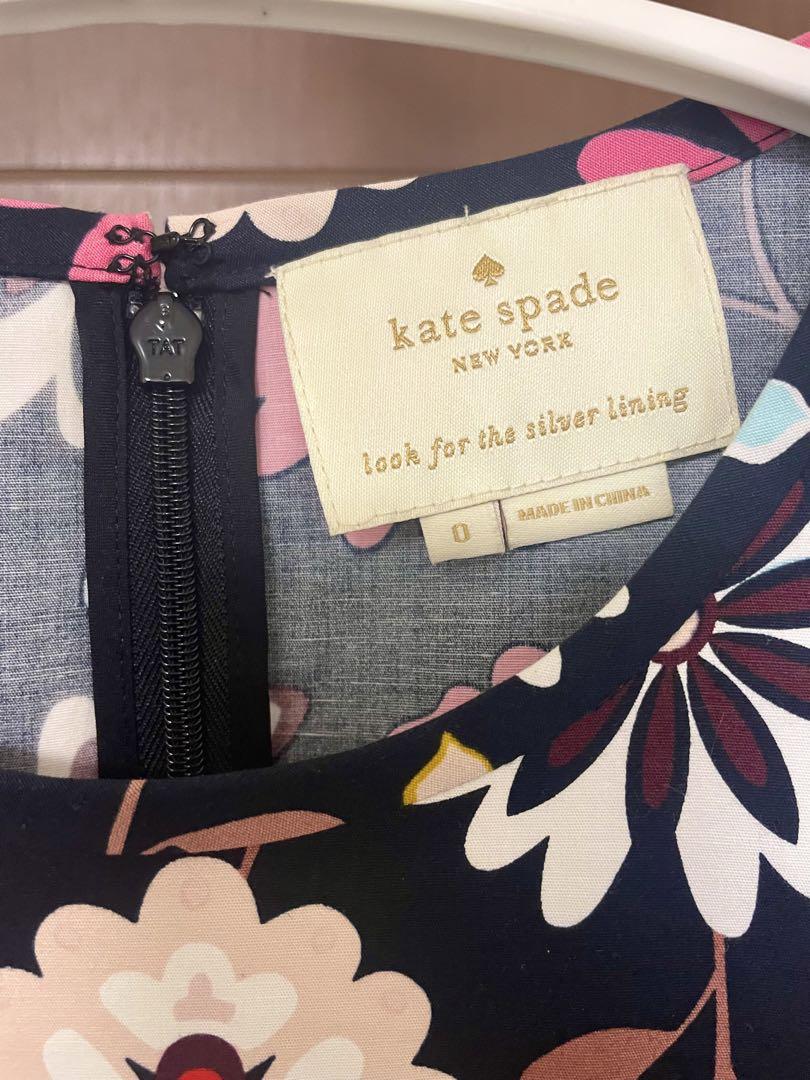 kate spade
NEW YORK
look for the silver lining
0
MADE IN CHINA
TAT